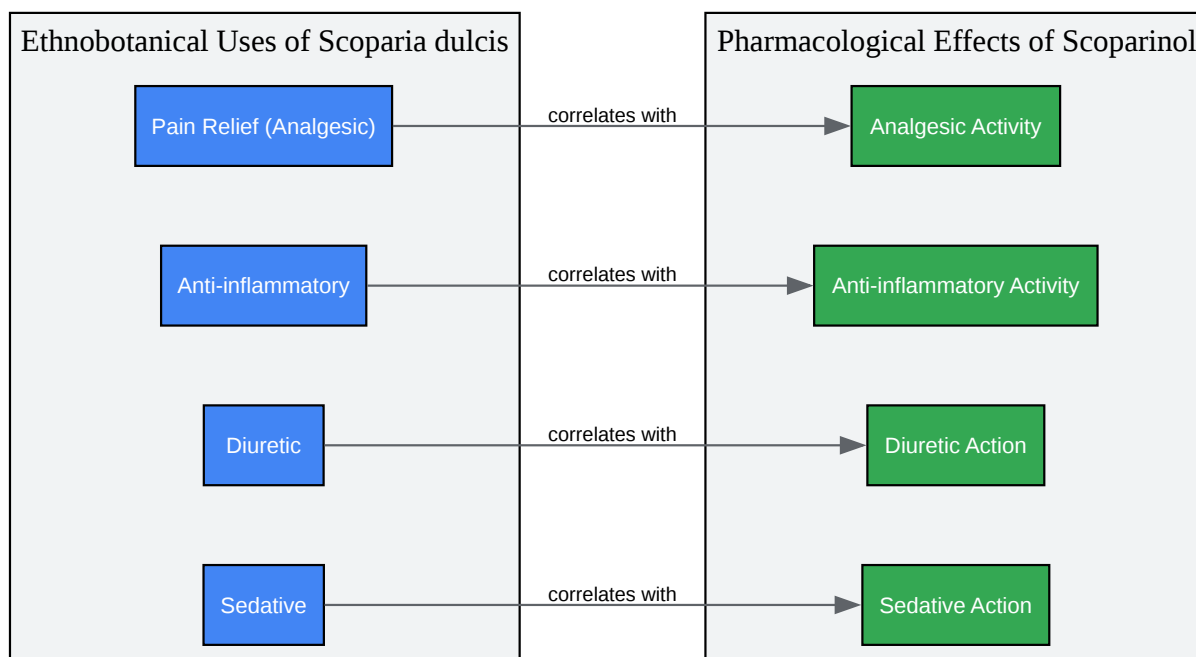 Ethnobotanical Uses of Scoparia dulcis
Pharmacological Effects of Scoparinol
Pain Relief (Analgesic)
correlates with
Analgesic Activity
Anti-inflammatory
correlates with
Anti-inflammatory Activity
Diuretic
correlates with
Diuretic Action
Sedative
correlates with
Sedative Action